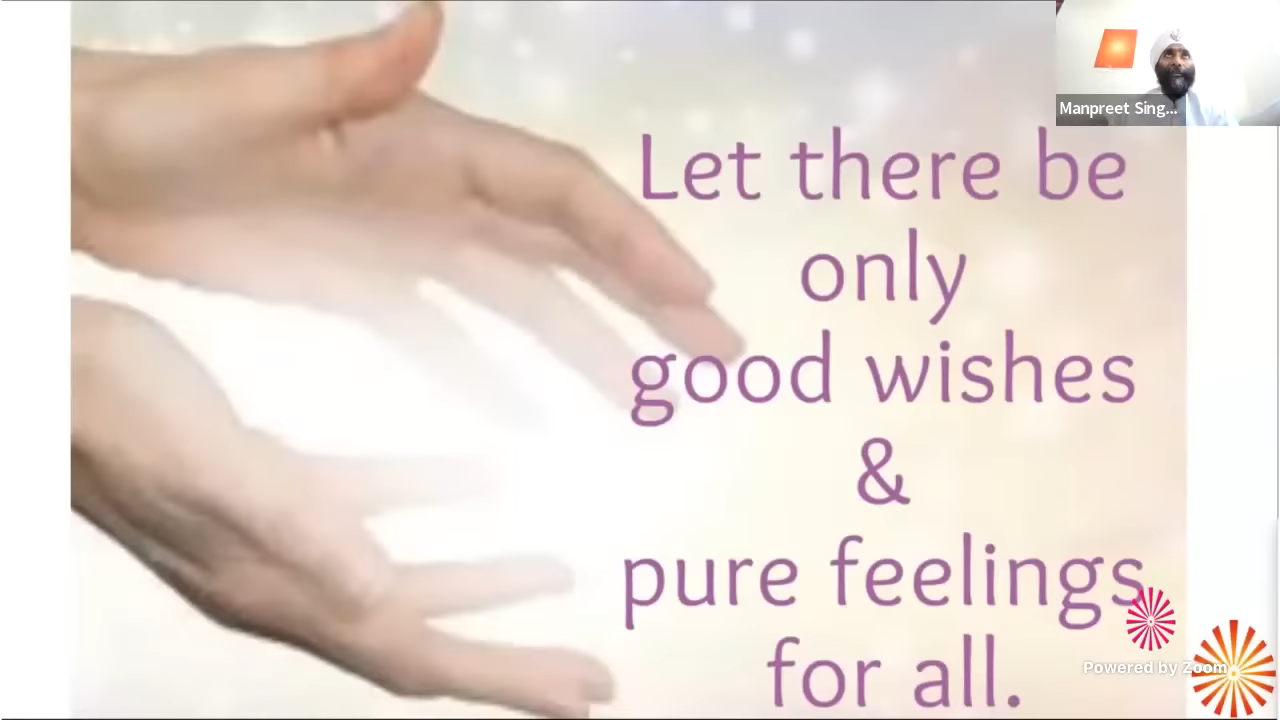 Manpreet Sing...
Let there be
only
good wishes
&
pure feelings
for all.
Powered by Zoom